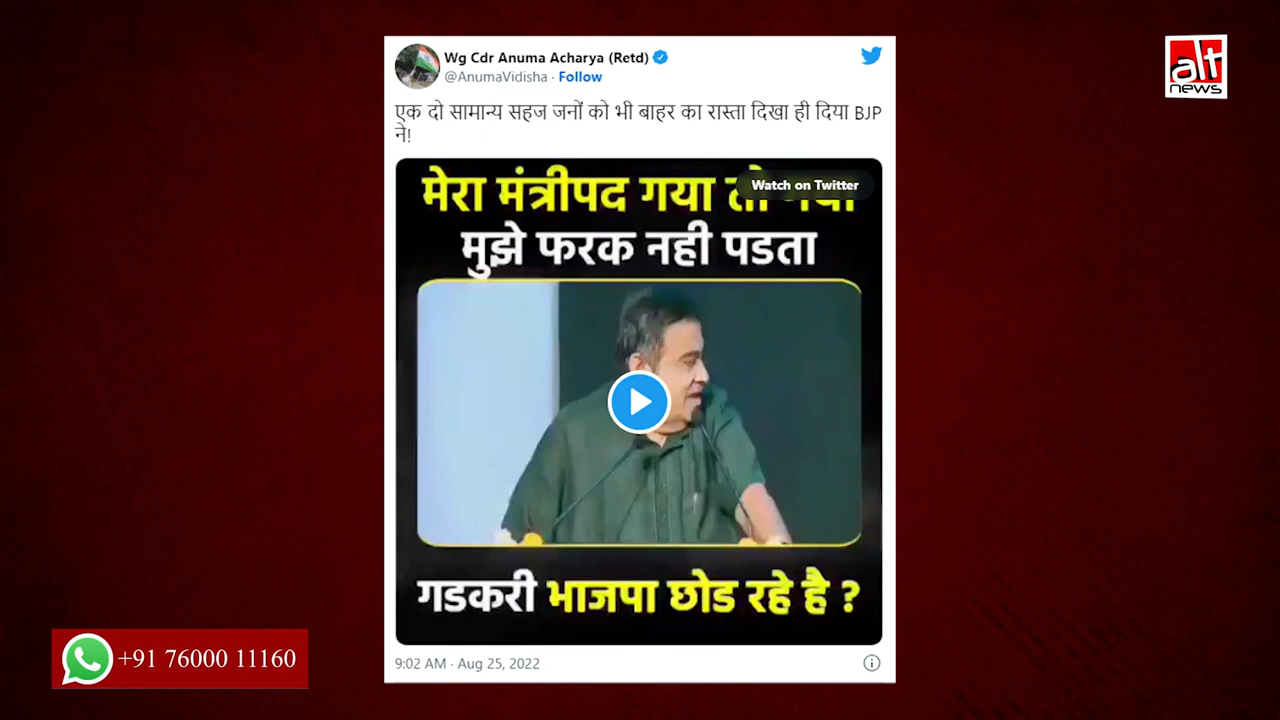 Wg Cdr Anuma Acharya (Retd)
@AnumaVidisha · Follow
एक दो सामान्य सहज जनों को भी बाहर का रास्ता दिखा ही दिया BJP
ने!
मेरा मंत्रीपद गया तो
Watch on Twitter
मुझे फरक नही पडता
गडकरी भाजपा छोड रहे है ?
9:02 AM · Aug 25, 2022
alt
news
+91 76000 11160